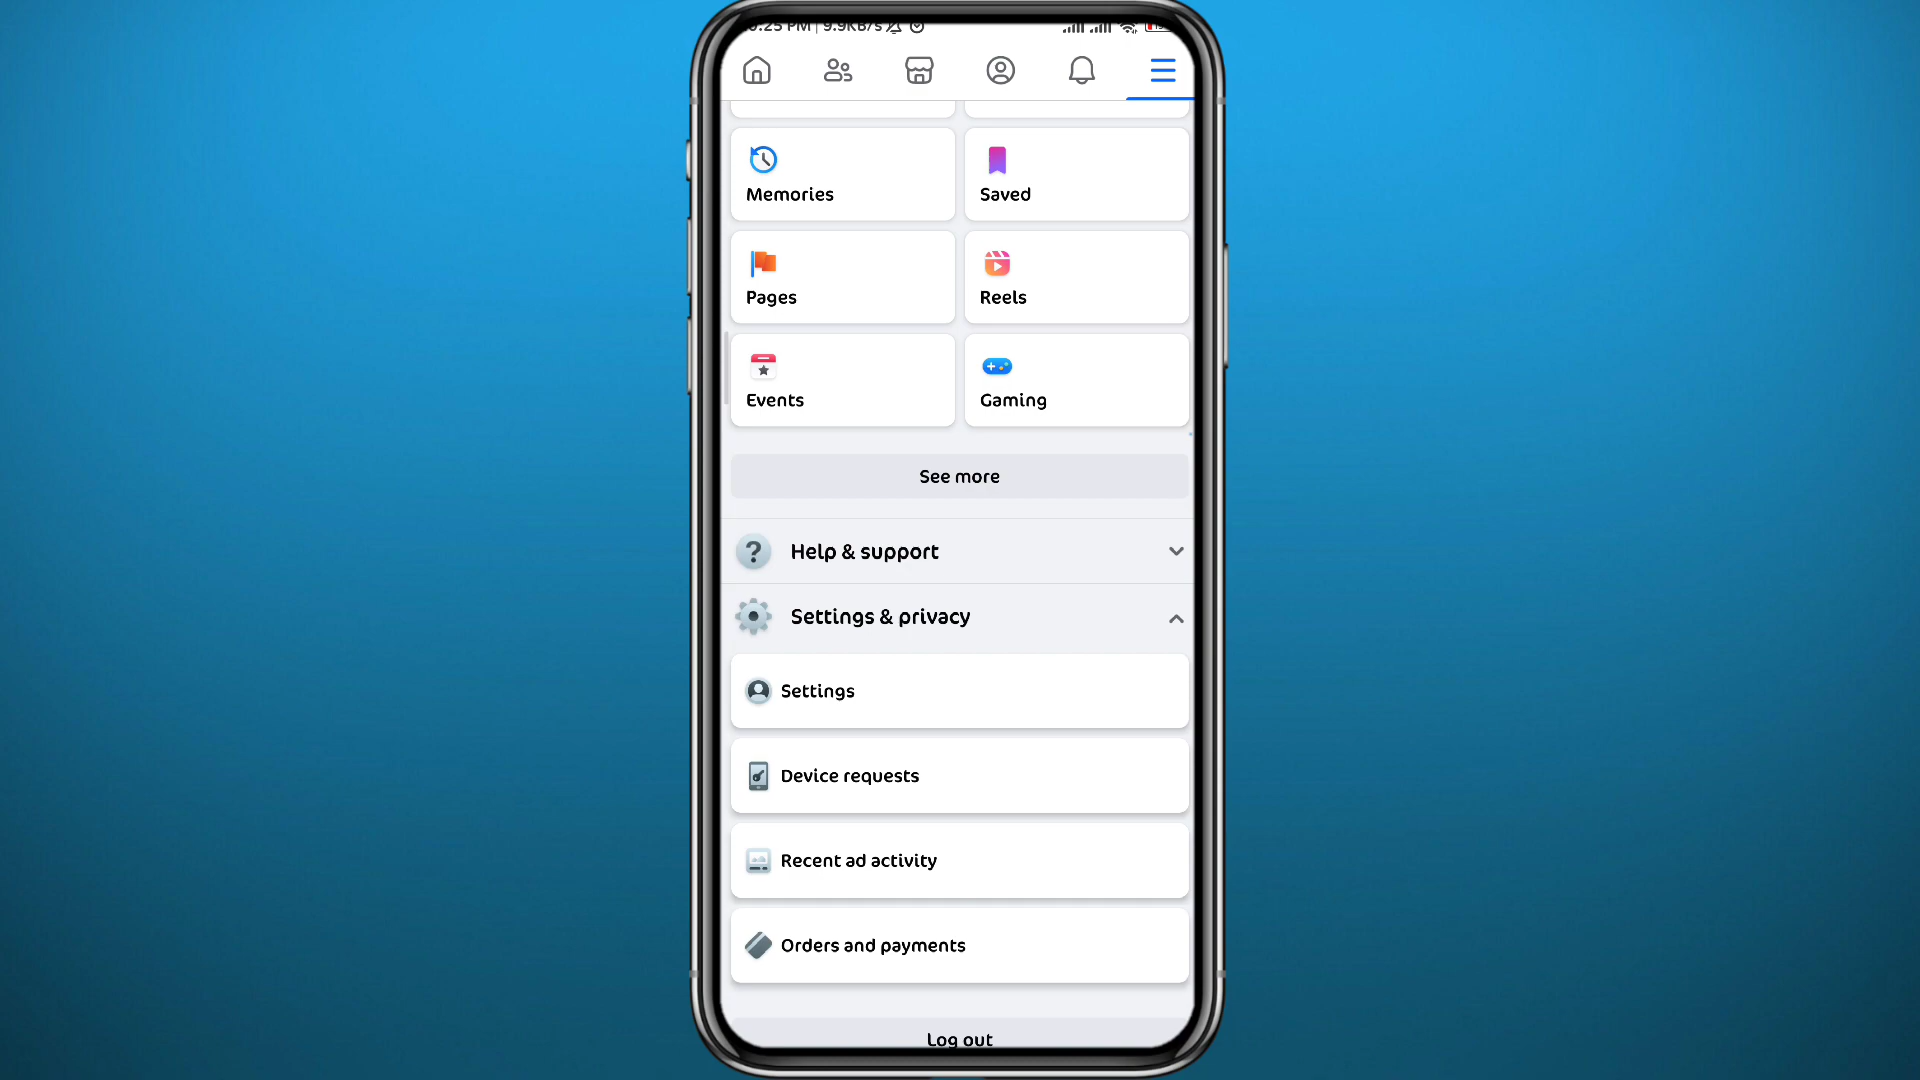 :25 PM | 9.9KB/s
Memories
Saved
Pages
Reels
Events
Gaming
See more
Help & support
Settings & privacy
Settings
Device requests
Recent ad activity
Orders and payments
Log out